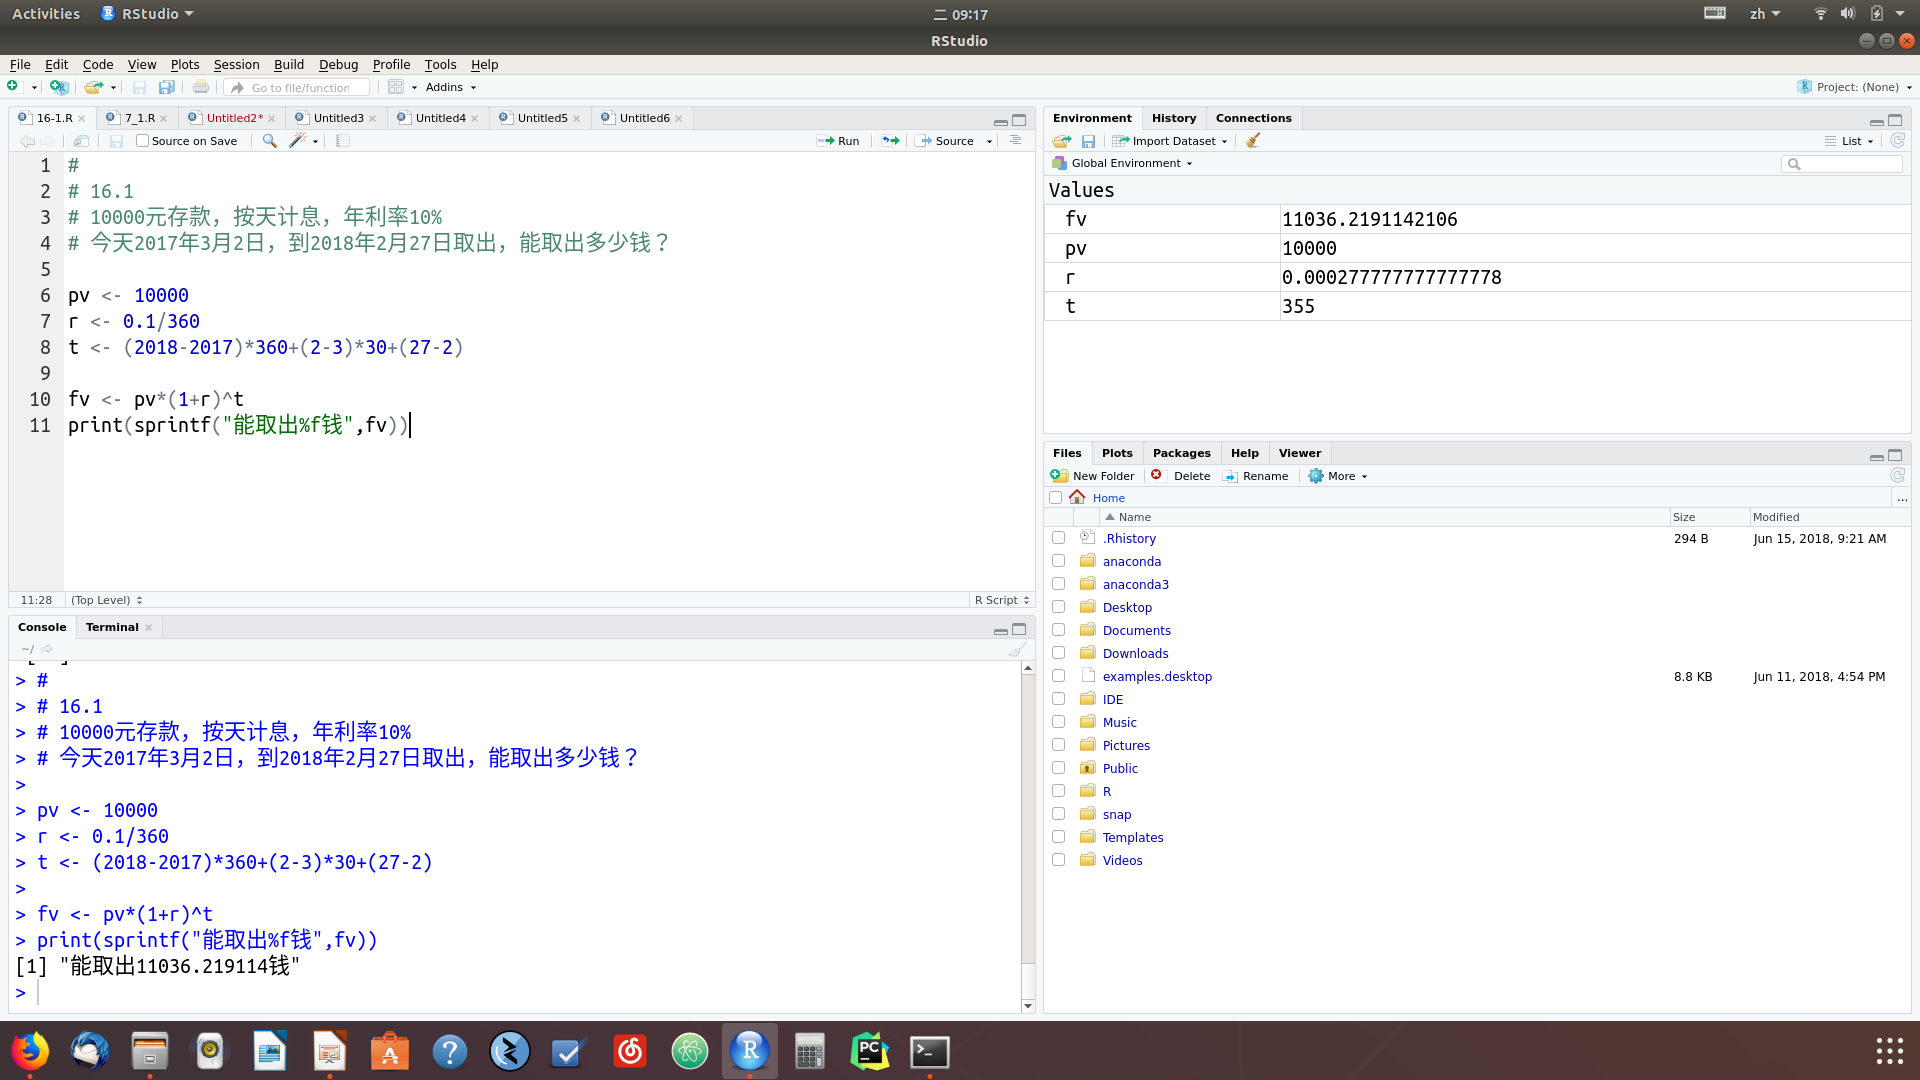 Activities RStudio 二 09:17 zh
RStudio
File Edit Code View Plots Session Build Debug Profile Tools Help
Go to file/function Addins Project: (None)
16-1.R 7_1.R Untitled2* Untitled3 Untitled4 Untitled5 Untitled6
Source on Save Run Source
1 #
2 # 16.1
3 # 10000元存款，按天计息，年利率10%
4 # 今天2017年3月2日，到2018年2月27日取出，能取出多少钱？
5
6 pv <- 10000
7 r <- 0.1/360
8 t <- (2018-2017)*360+(2-3)*30+(27-2)
9
10 fv <- pv*(1+r)^t
11 print(sprintf("能取出%f钱",fv))
11:28 (Top Level) R Script
Console Terminal
~/
> #
> # 16.1
> # 10000元存款，按天计息，年利率10%
> # 今天2017年3月2日，到2018年2月27日取出，能取出多少钱？
>
> pv <- 10000
> r <- 0.1/360
> t <- (2018-2017)*360+(2-3)*30+(27-2)
>
> fv <- pv*(1+r)^t
> print(sprintf("能取出%f钱",fv))
[1] "能取出11036.219114钱"
>
Environment History Connections
Import Dataset List
Global Environment
Values
fv 11036.2191142106
pv 10000
r 0.000277777777777778
t 355
Files Plots Packages Help Viewer
New Folder Delete Rename More
Home ...
Name Size Modified
.Rhistory 294 B Jun 15, 2018, 9:21 AM
anaconda
anaconda3
Desktop
Documents
Downloads
examples.desktop 8.8 KB Jun 11, 2018, 4:54 PM
IDE
Music
Pictures
Public
R
snap
Templates
Videos